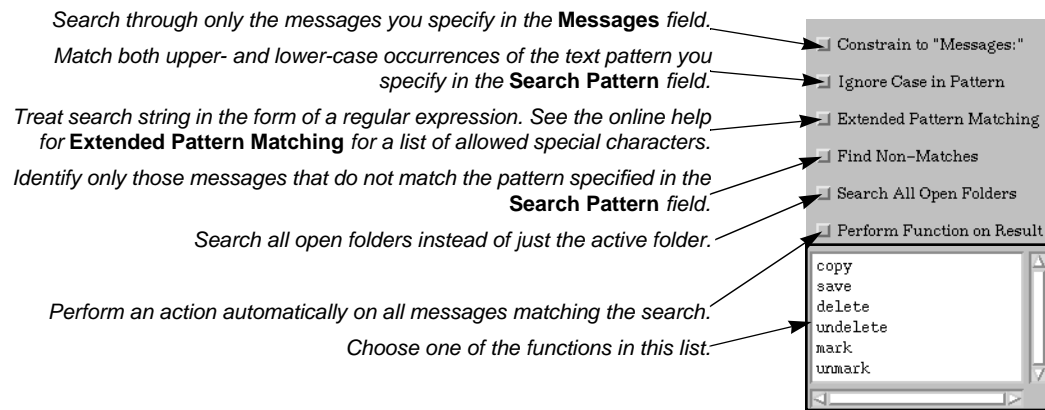 Search through only the messages you specify in the Messages field.
Match both upper- and lower-case occurrences of the text pattern you
specify in the Search Pattern field.
Treat search string in the form of a regular expression. See the online help
for Extended Pattern Matching for a list of allowed special characters.
Identify only those messages that do not match the pattern specified in the
Search Pattern field.
Search all open folders instead of just the active folder.
Perform an action automatically on all messages matching the search.
Choose one of the functions in this list.
Constrain to "Messages:"
Ignore Case in Pattern
Extended Pattern Matching
Find Non-Matches
Search All Open Folders
Perform Function on Result
copy
save
delete
undelete
mark
unmark